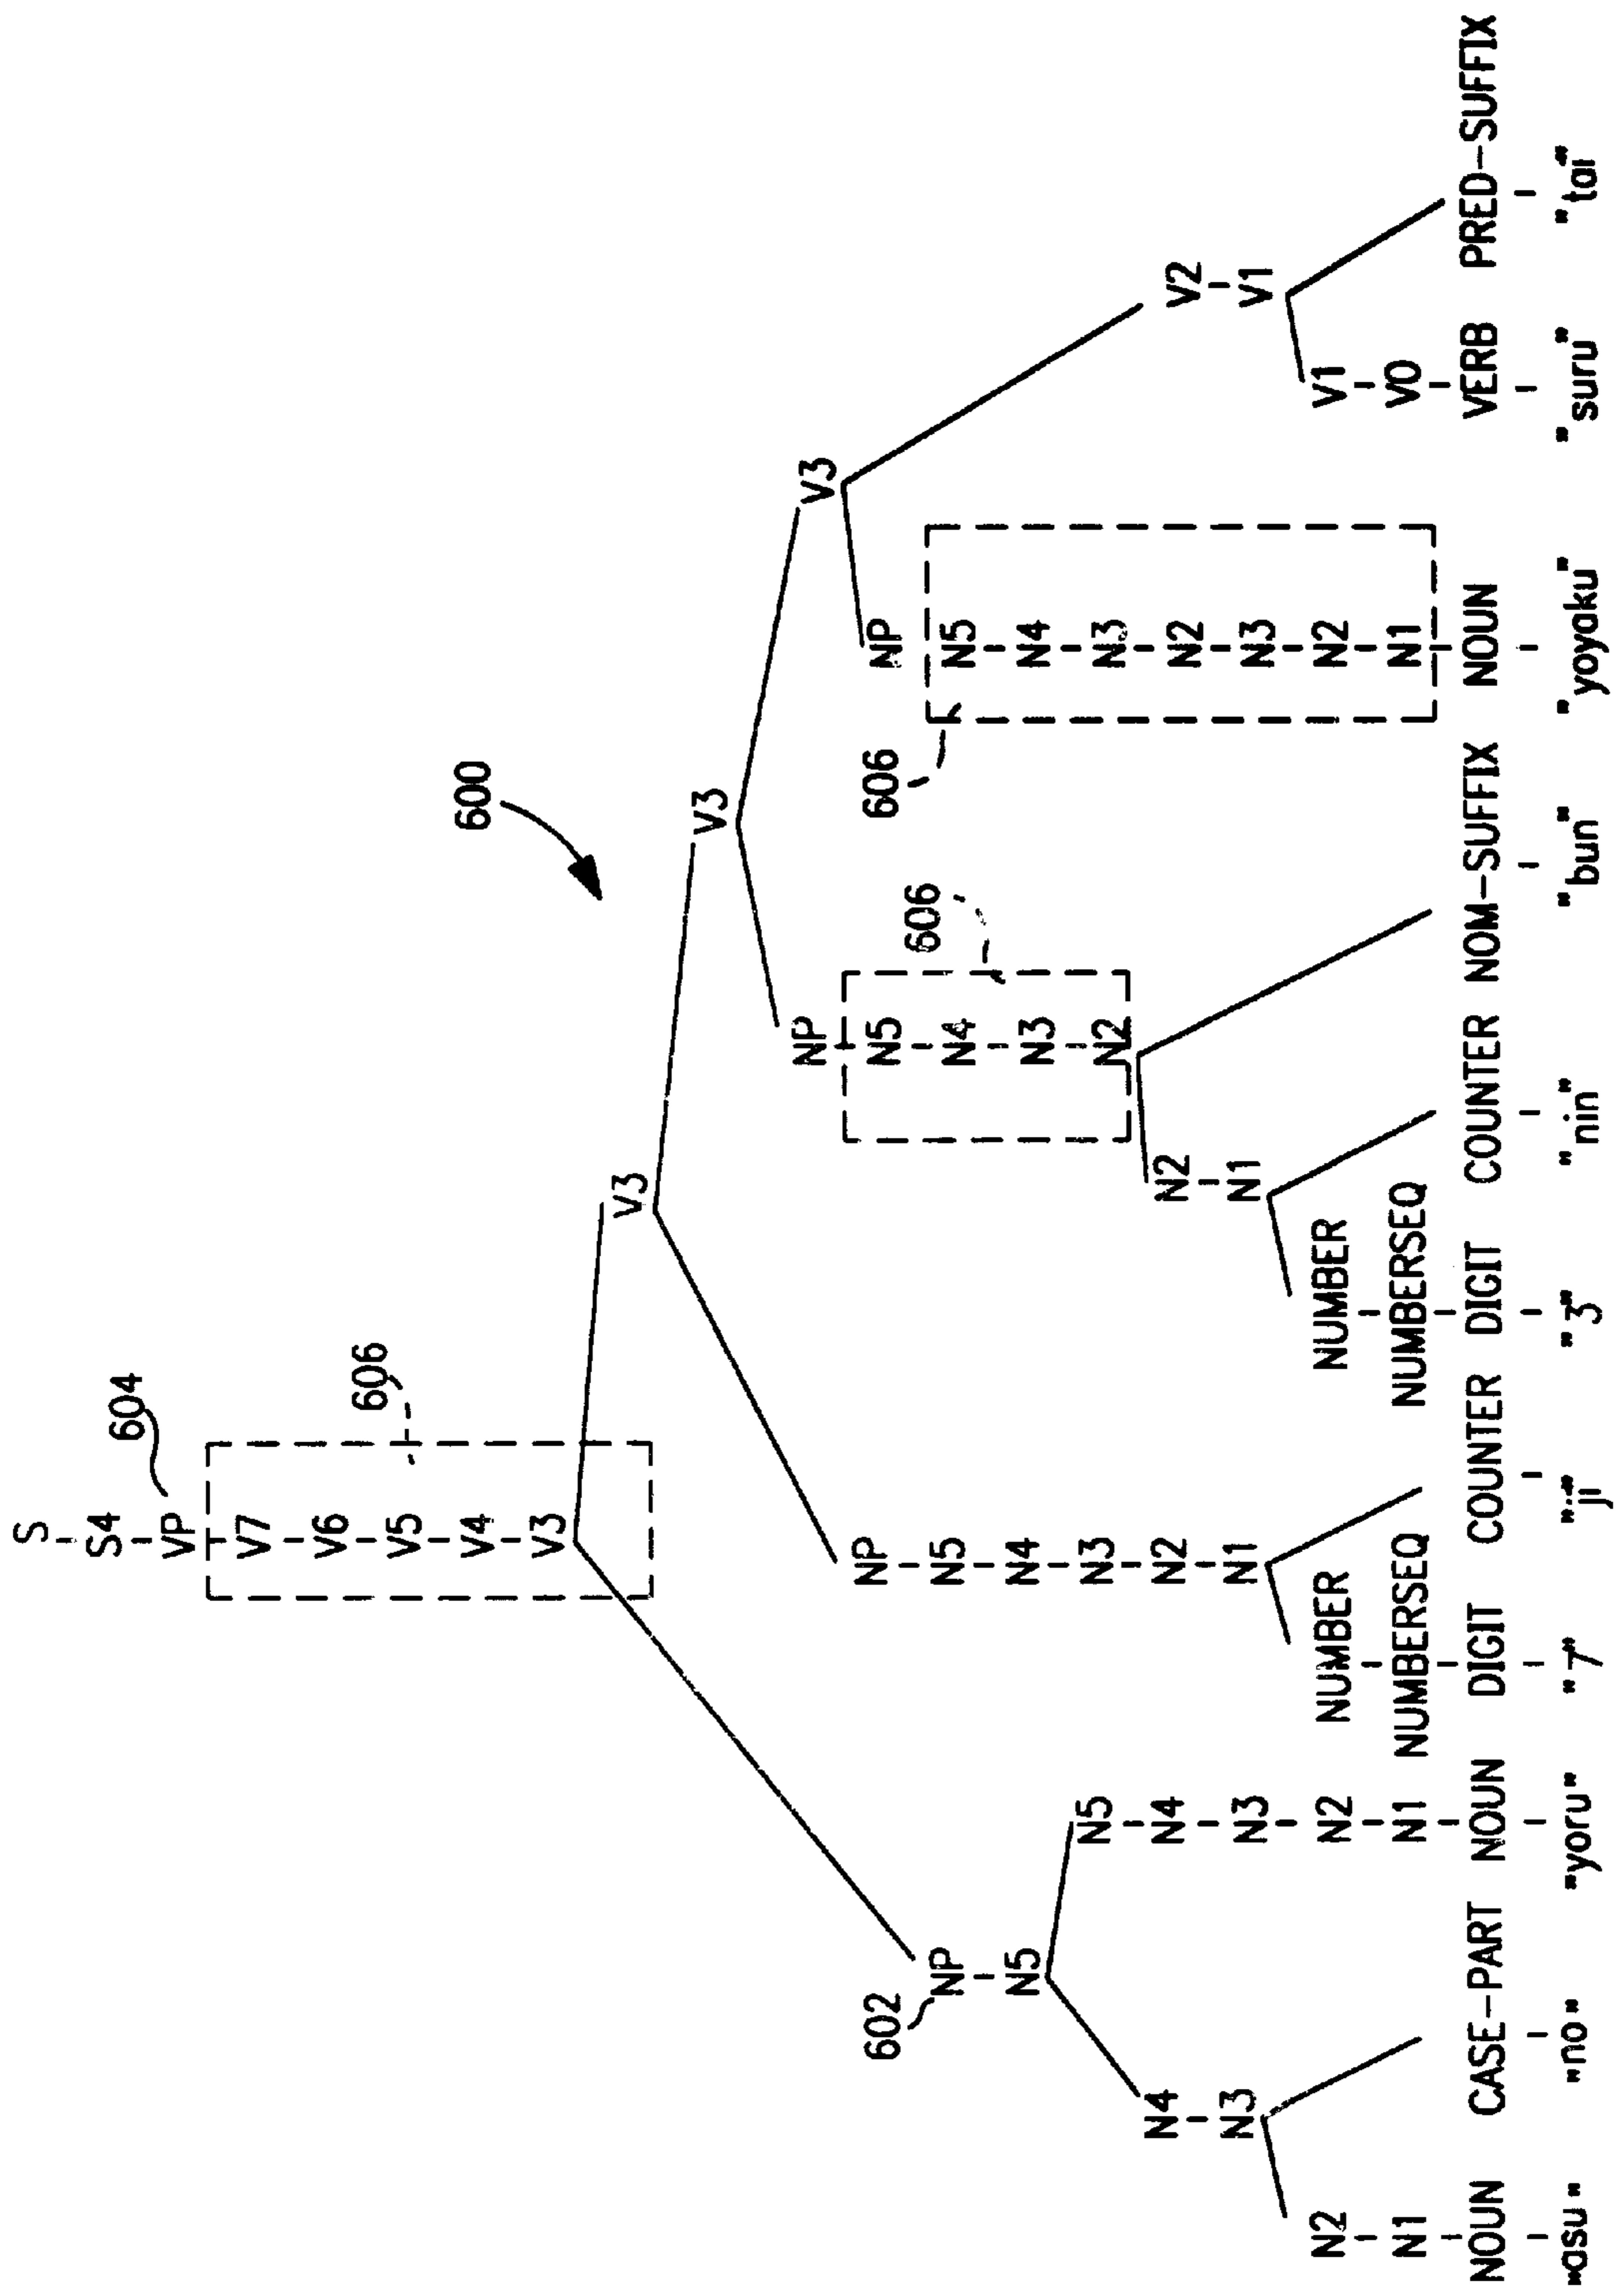 S
S4
VP 604
V7
V6
V5
V4
V3
606
600
V3
V3
V3
602
NP NP NP NP
N5 N5 N5 N5
N5
N4 N4 N4 N4 N4
N3 N3 N3 N3 N3
606 606
V2
V1
N2 N2 N2 N2
N2 N3
N2 N2
N1 N1
N1 N1 N1
NUMBER NUMBER
V1
V0
NUMBERSEQ NUMBERSEQ
NOUN CASE-PART NOUN DIGIT COUNTER DIGIT COUNTER NOM-SUFFIX NOUN VERB PRED-SUFFIX
"asu" "no" "yoru" "7" "ji" "3" "nin" "bun" "yoyaku" "suru" "tai"